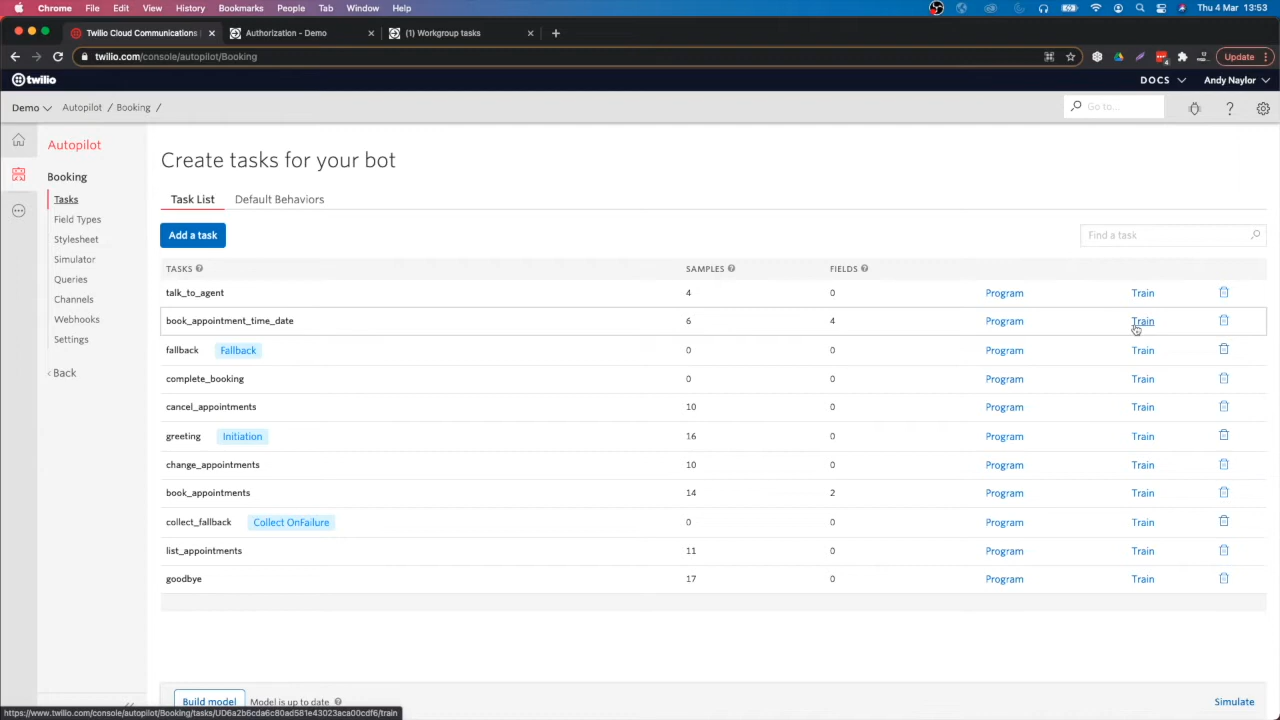 Chrome File Edit View History Bookmarks People Tab Window Help Thu 4 Mar 13:53
Twilio Cloud Communications Authorization - Demo (1) Workgroup tasks
twilio.com/console/autopilot/Booking Update
twilio DOCS Andy Naylor
Demo Autopilot / Booking / Go to...
Autopilot
Booking
Tasks
Field Types
Stylesheet
Simulator
Queries
Channels
Webhooks
Settings
‹ Back
Create tasks for your bot
Task List Default Behaviors
Add a task Find a task
TASKS SAMPLES FIELDS
talk_to_agent 4 0 Program Train
book_appointment_time_date 6 4 Program Train
fallback Fallback 0 0 Program Train
complete_booking 0 0 Program Train
cancel_appointments 10 0 Program Train
greeting Initiation 16 0 Program Train
change_appointments 10 0 Program Train
book_appointments 14 2 Program Train
collect_fallback Collect OnFailure 0 0 Program Train
list_appointments 11 0 Program Train
goodbye 17 0 Program Train
Build model Model is up to date Simulate
https://www.twilio.com/console/autopilot/Booking/tasks/UD6a2b6cda6c80ad581e43023aca00cdf6/train